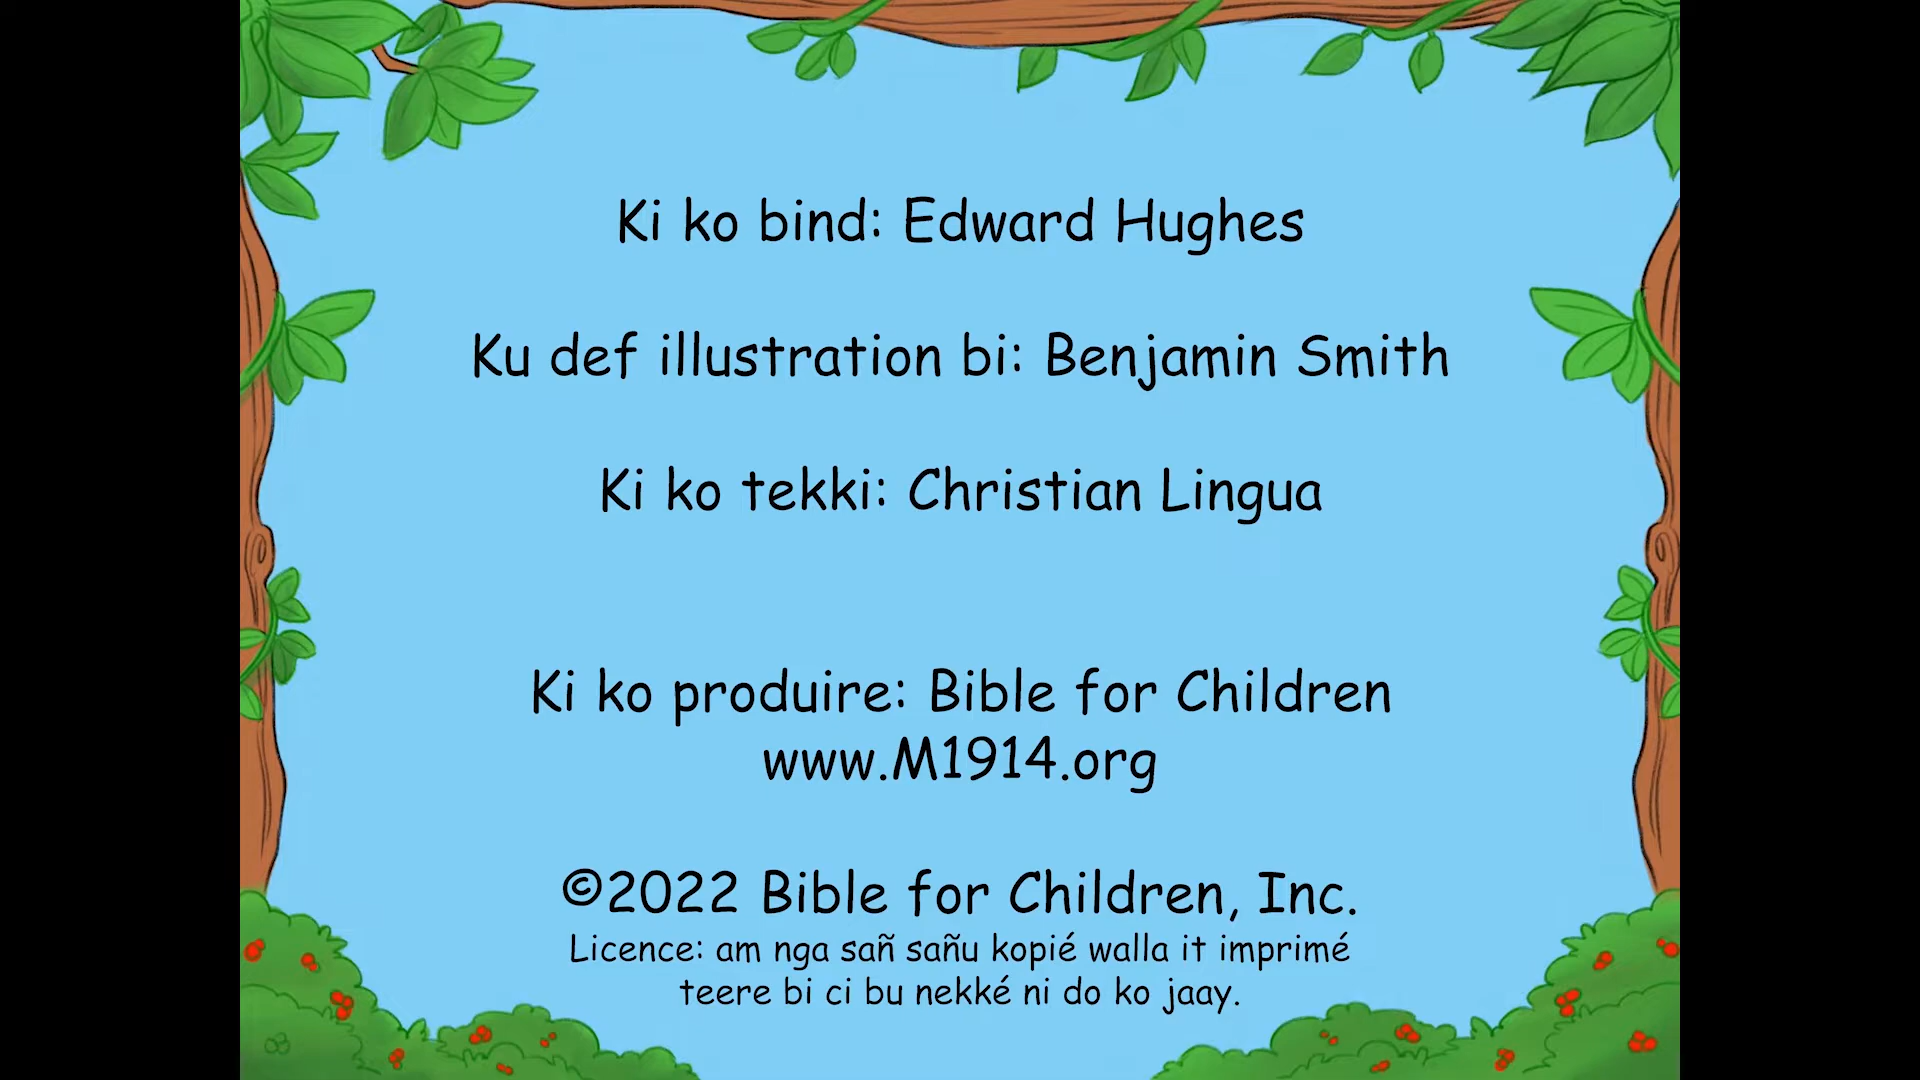 Ki ko bind: Edward Hughes
Ku def illustration bi: Benjamin Smith
Ki ko tekki: Christian Lingua
Ki ko produire: Bible for Children
www.M1914.org
©2022 Bible for Children, Inc.
Licence: am nga sañ sañu kopié walla it imprimé
teere bi ci bu nekké ni do ko jaay.